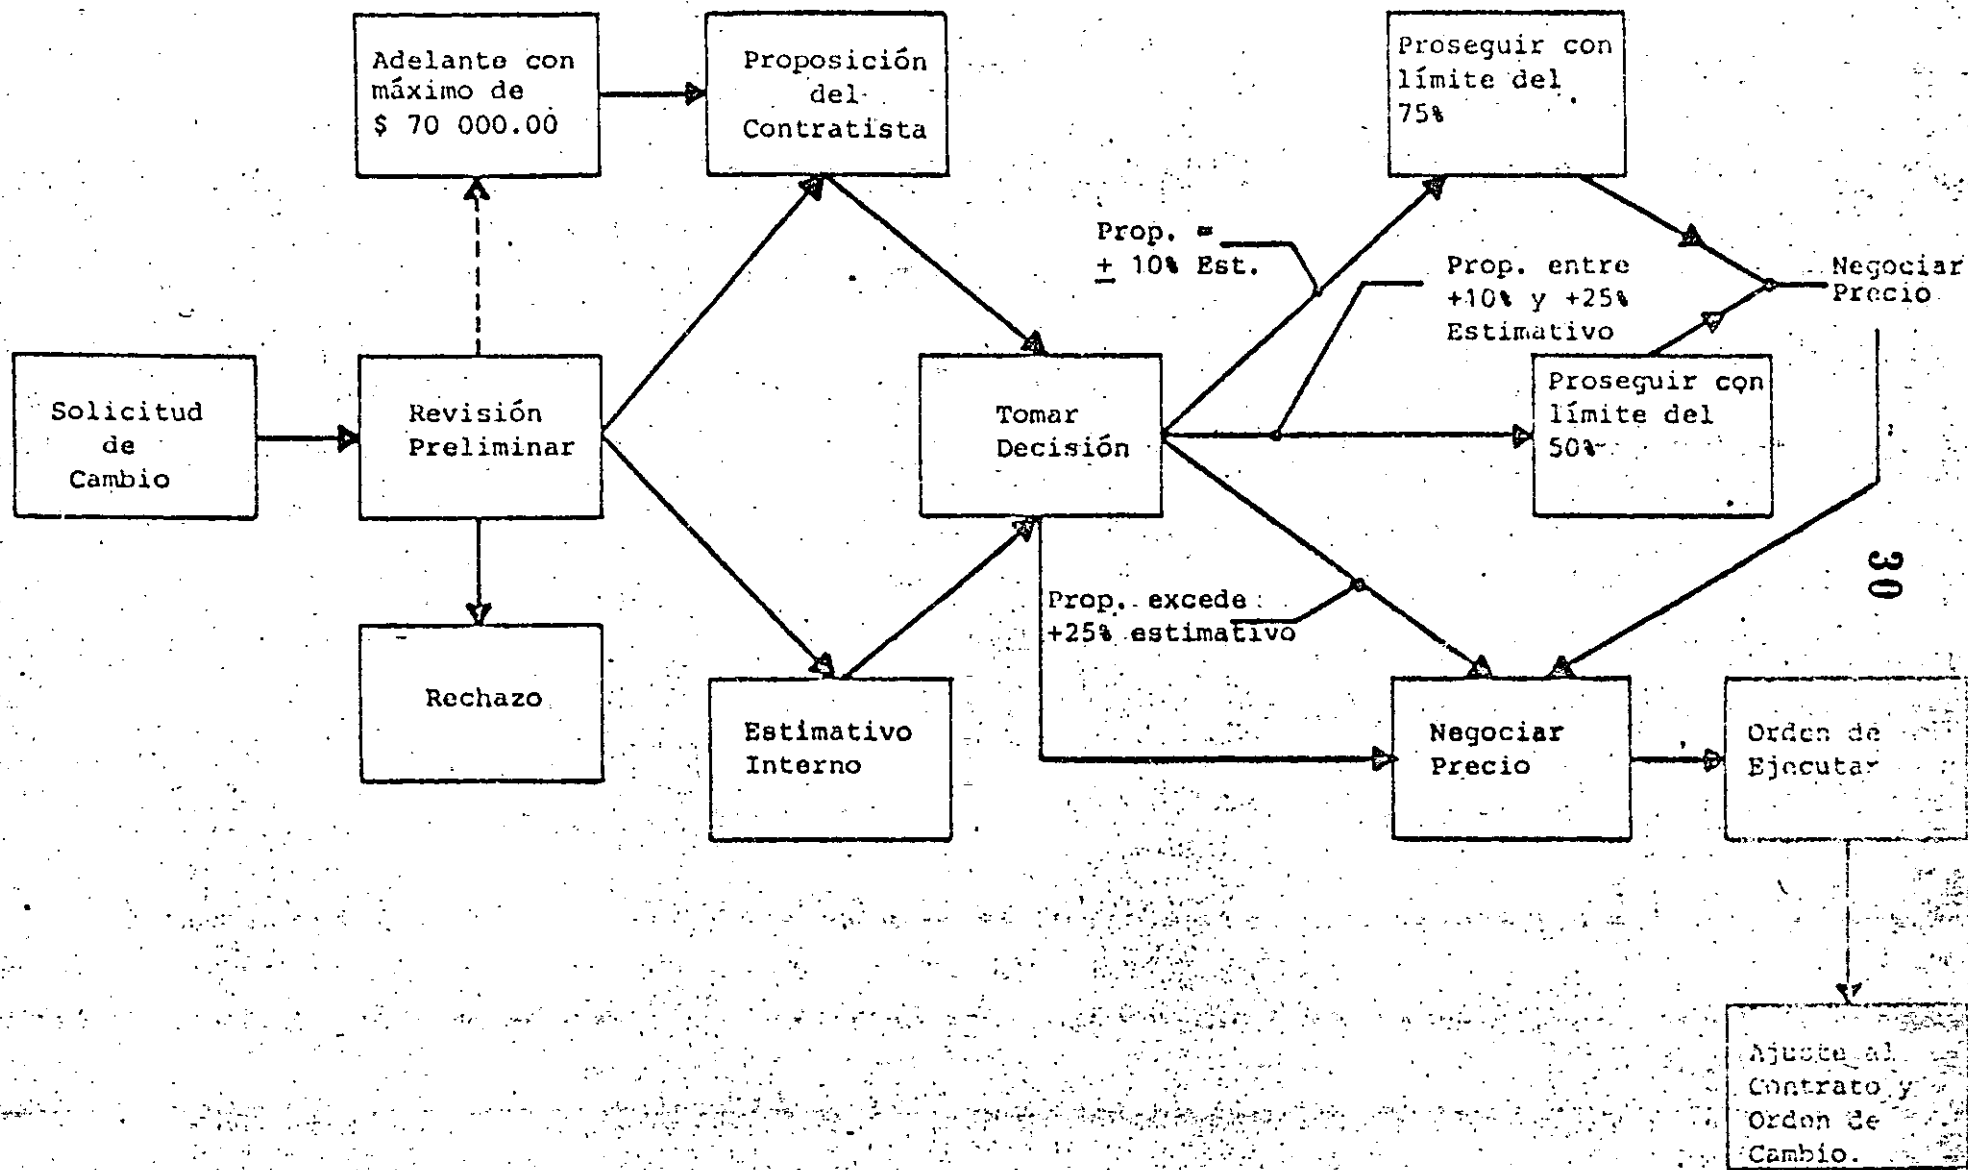 Adelante con
máximo de
$ 70 000.00
Proposición
del
Contratista
Proseguir con
límite del
75%
Prop. =
± 10% Est.
Prop. entre
+10% y +25%
Estimativo
Negociar
Precio
Solicitud
de
Cambio
Revisión
Preliminar
Tomar
Decisión
Proseguir con
límite del
50%
30
Prop. excede
+25% estimativo
Rechazo
Estimativo
Interno
Negociar
Precio
Orden de
Ejecutar
Ajuste al
Contrato y
Orden de
Cambio.